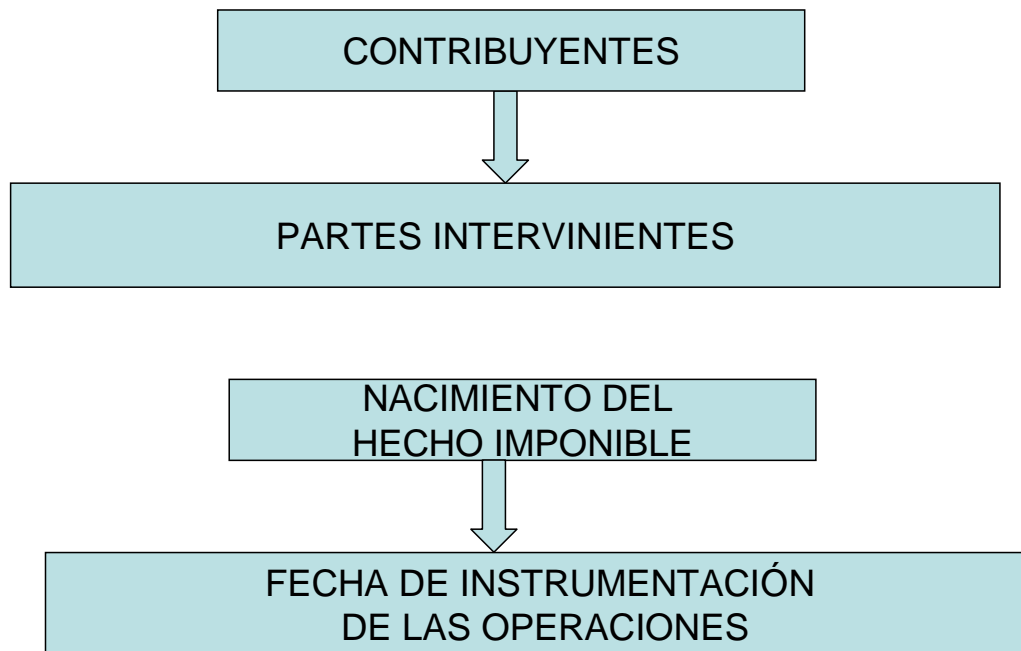 CONTRIBUYENTES
PARTES INTERVINIENTES
NACIMIENTO DEL
HECHO IMPONIBLE
FECHA DE INSTRUMENTACIÓN
DE LAS OPERACIONES